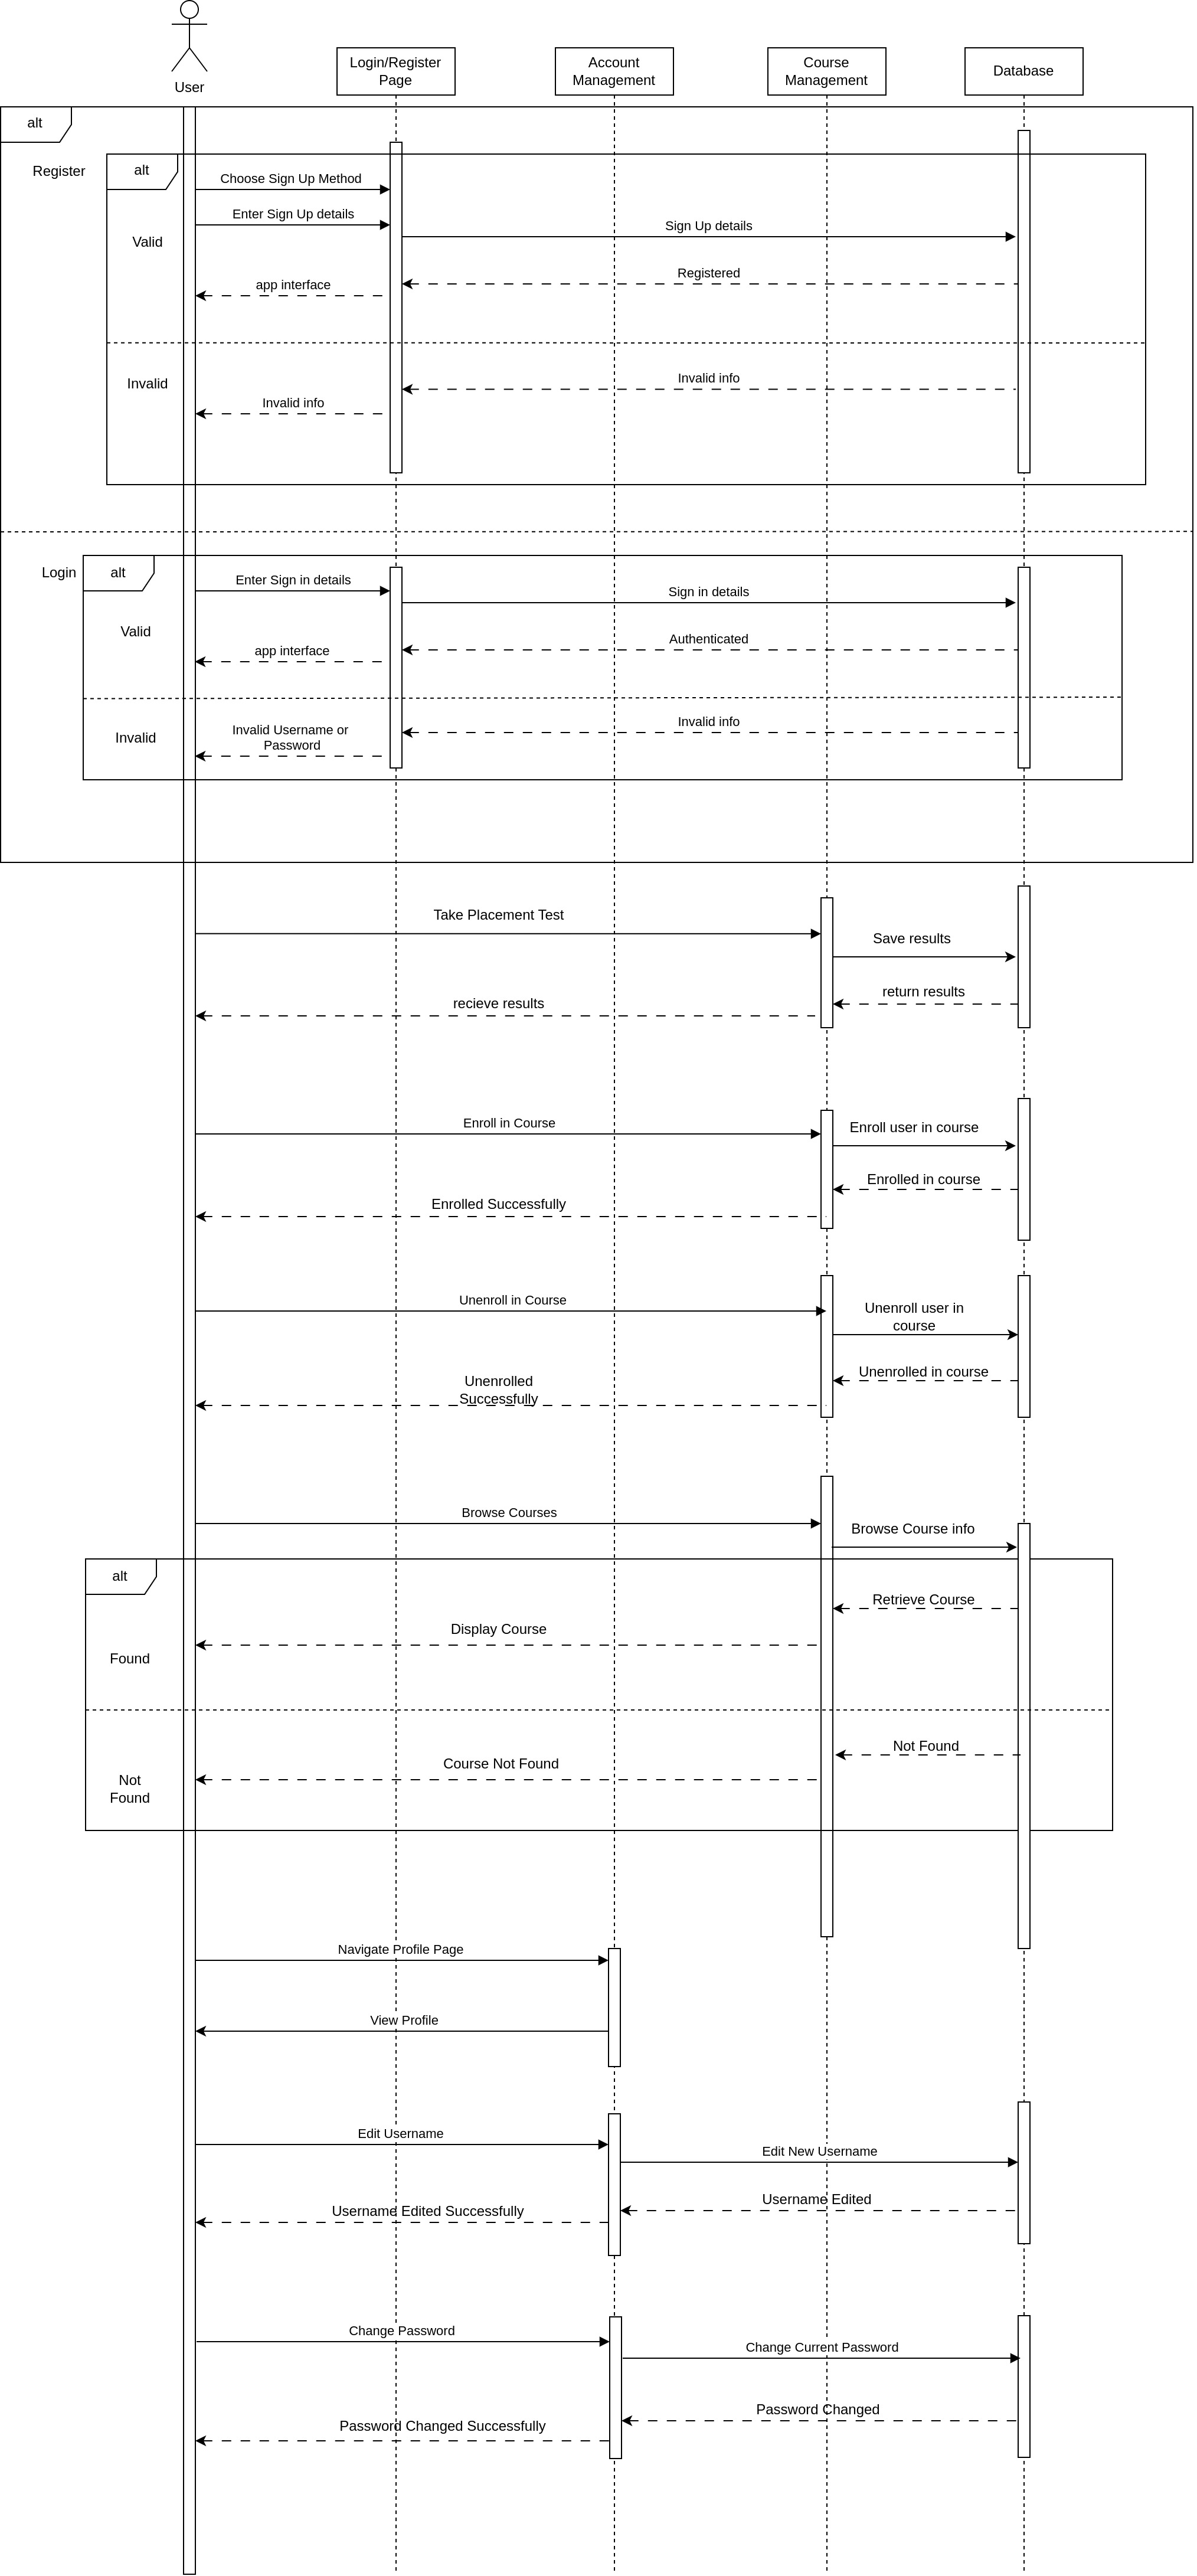 User
Login/Register
Page
Account
Management
Course
Management
Database
alt
Register
alt
Choose Sign Up Method
Enter Sign Up details
Sign Up details
Valid
Registered
app interface
Invalid
Invalid info
Invalid info
Login
alt
Enter Sign in details
Sign in details
Valid
Authenticated
app interface
Invalid
Invalid info
Invalid Username or
Password
Take Placement Test
Save results
return results
recieve results
Enroll in Course
Enroll user in course
Enrolled in course
Enrolled Successfully
Unenroll in Course
Unenroll user in
course
Unenrolled in course
Unenrolled
Successfully
Browse Courses
Browse Course info
alt
Retrieve Course
Display Course
Found
Not Found
Course Not Found
Not
Found
Navigate Profile Page
View Profile
Edit Username
Edit New Username
Username Edited
Username Edited Successfully
Change Password
Change Current Password
Password Changed
Password Changed Successfully